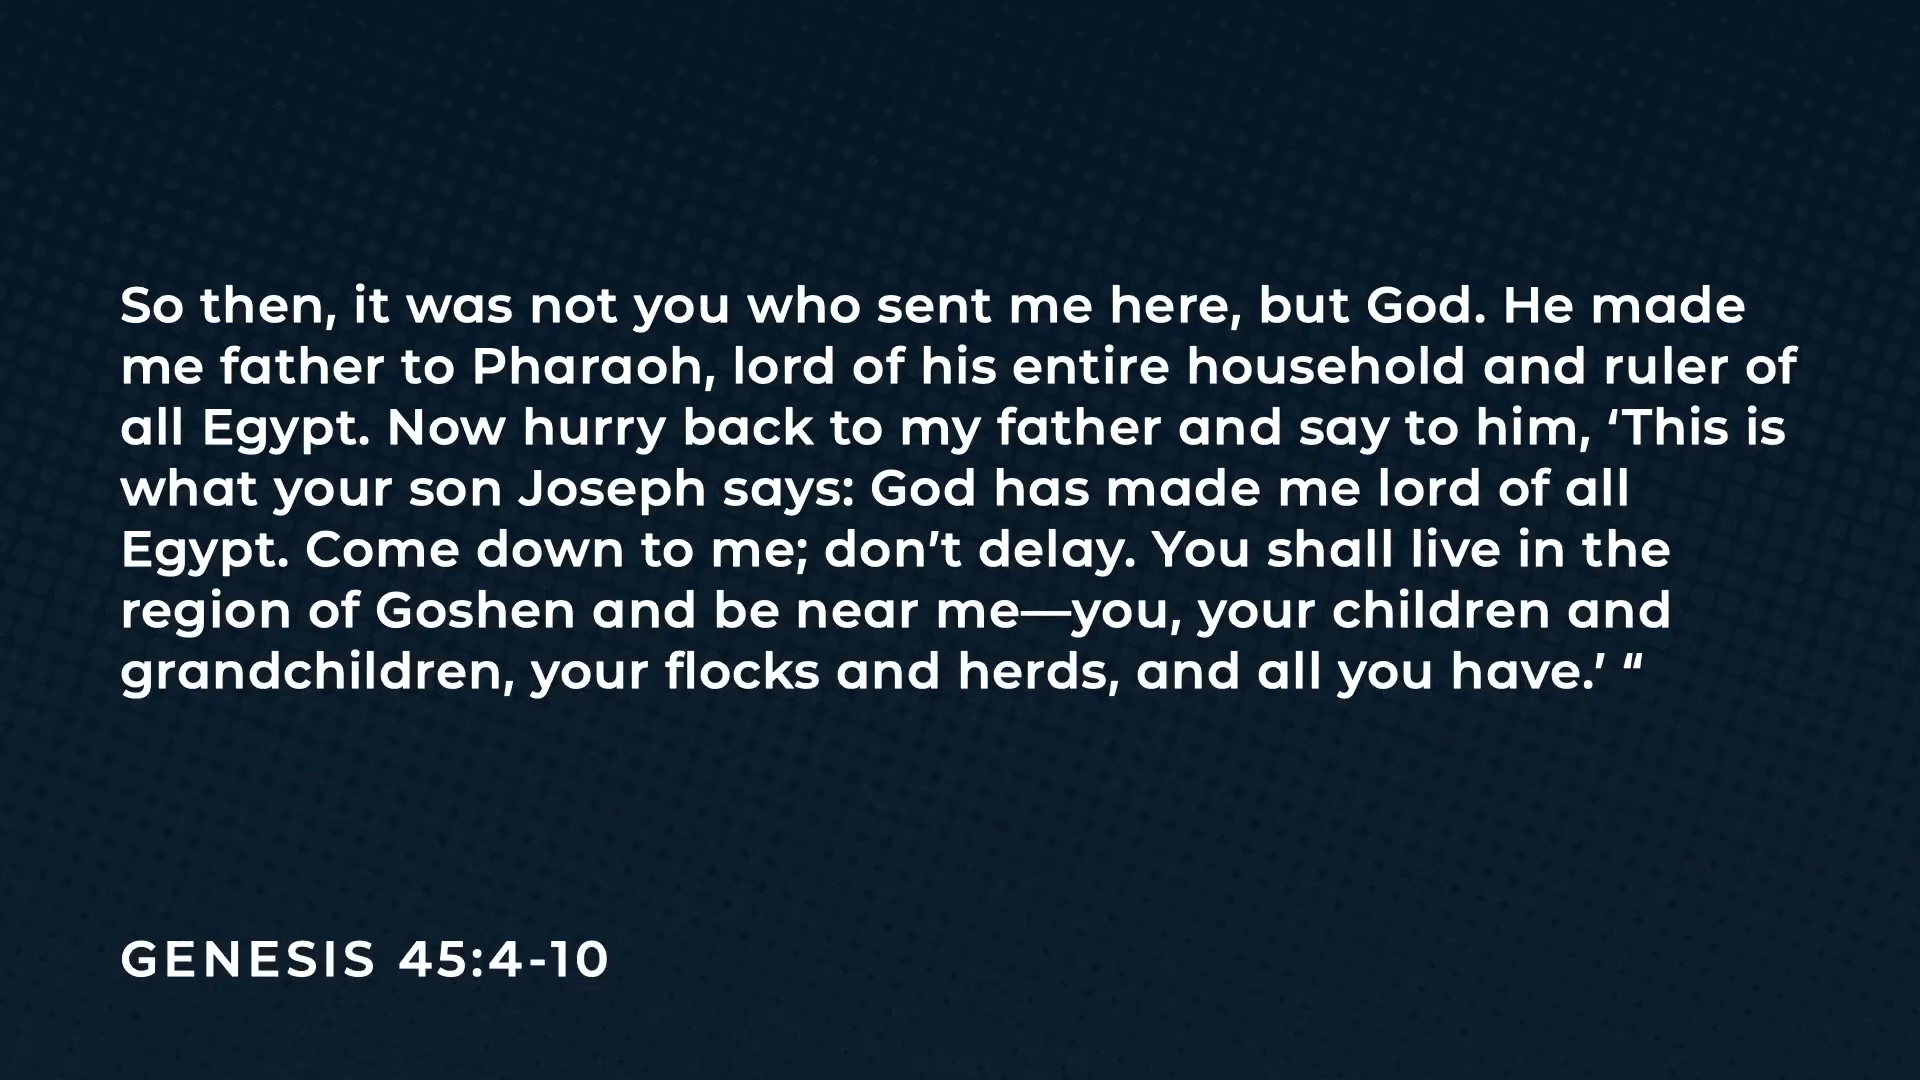 So then, it was not you who sent me here, but God. He made
me father to Pharaoh, lord of his entire household and ruler of
all Egypt. Now hurry back to my father and say to him, ‘This is
what your son Joseph says: God has made me lord of all
Egypt. Come down to me; don’t delay. You shall live in the
region of Goshen and be near me—you, your children and
grandchildren, your flocks and herds, and all you have.’ “
GENESIS 45:4-10